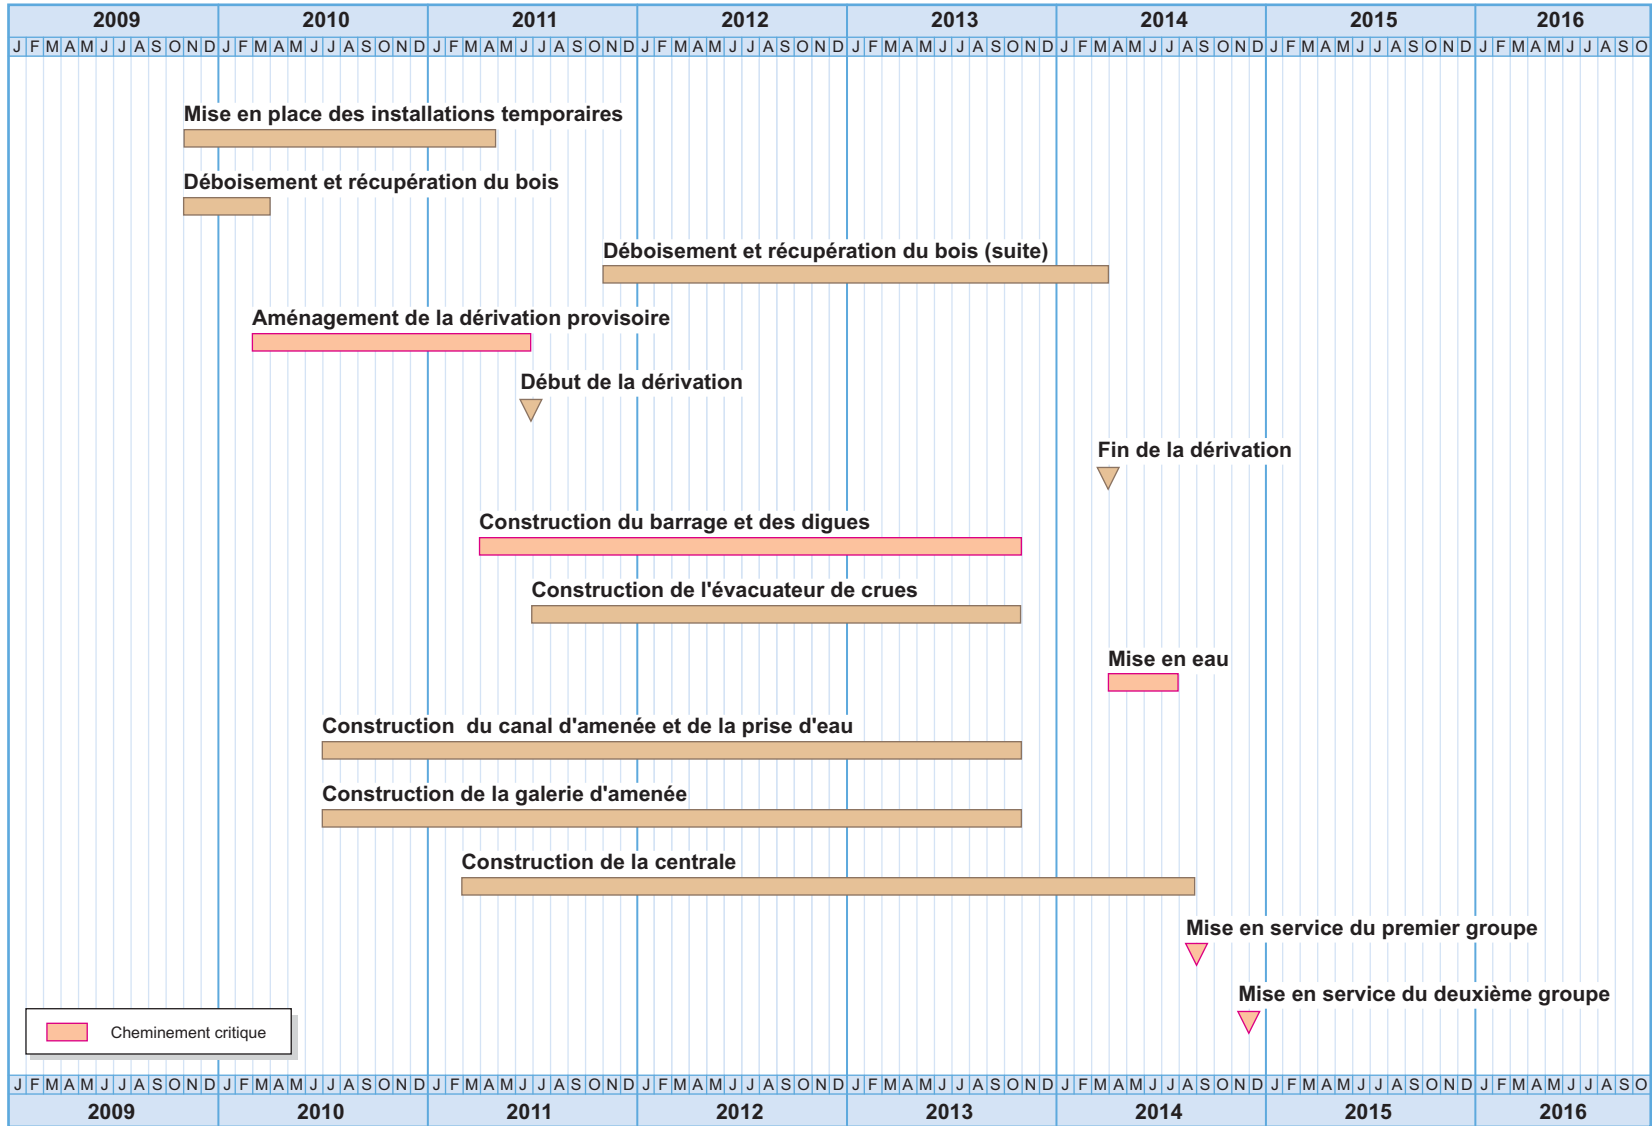 2009 2010 2011 2012 2013 2014 2015 2016
J F M A M J J A S O N D J F M A M J J A S O N D J F M A M J J A S O N D J F M A M J J A S O N D J F M A M J J A S O N D J F M A M J J A S O N D J F M A M J J A S O N D J F M A M J J A S O
Mise en place des installations temporaires
Déboisement et récupération du bois
Déboisement et récupération du bois (suite)
Aménagement de la dérivation provisoire
Début de la dérivation
Fin de la dérivation
Construction du barrage et des digues
Construction de l'évacuateur de crues
Mise en eau
Construction du canal d'amenée et de la prise d'eau
Construction de la galerie d'amenée
Construction de la centrale
Mise en service du premier groupe
Mise en service du deuxième groupe
Cheminement critique
J F M A M J J A S O N D J F M A M J J A S O N D J F M A M J J A S O N D J F M A M J J A S O N D J F M A M J J A S O N D J F M A M J J A S O N D J F M A M J J A S O N D J F M A M J J A S O
2009 2010 2011 2012 2013 2014 2015 2016